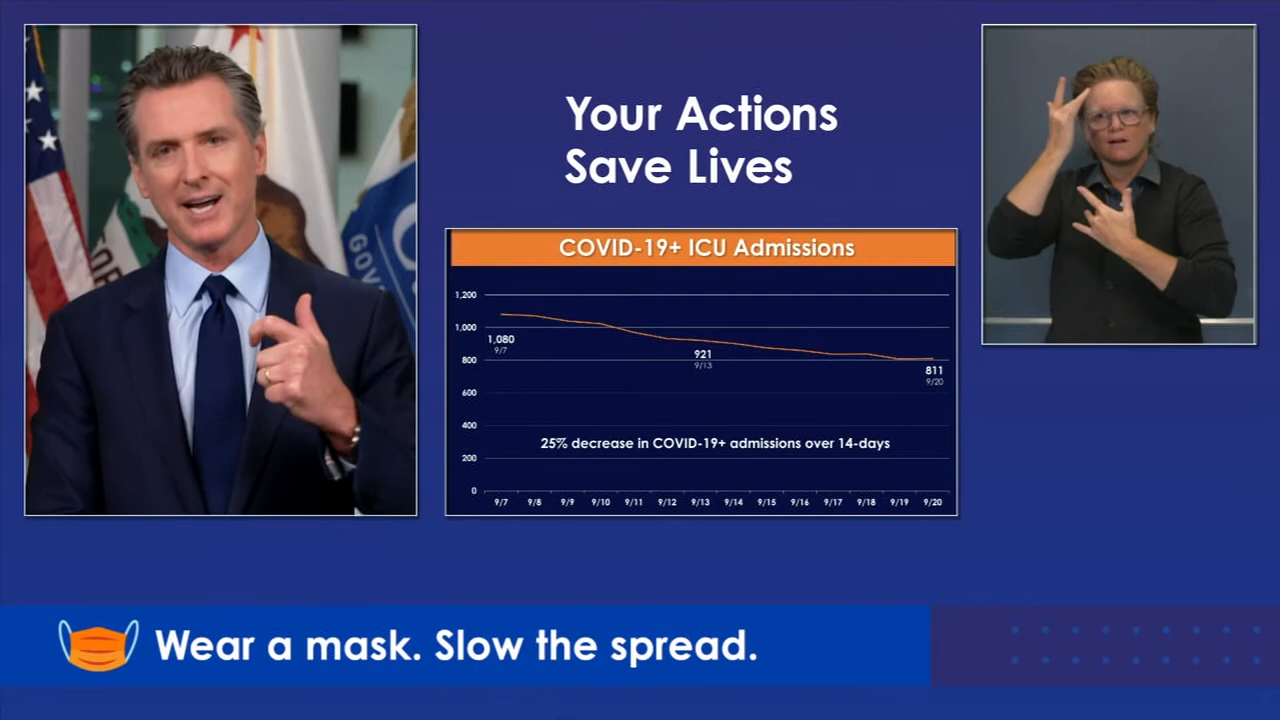 Your Actions
Save Lives
COVID-19+ ICU Admissions
1,200
1,000
800
600
400
200
0
1,080
9/7
921
9/13
811
9/20
25% decrease in COVID-19+ admissions over 14-days
9/7 9/8 9/9 9/10 9/11 9/12 9/13 9/14 9/15 9/16 9/17 9/18 9/19 9/20
Wear a mask. Slow the spread.